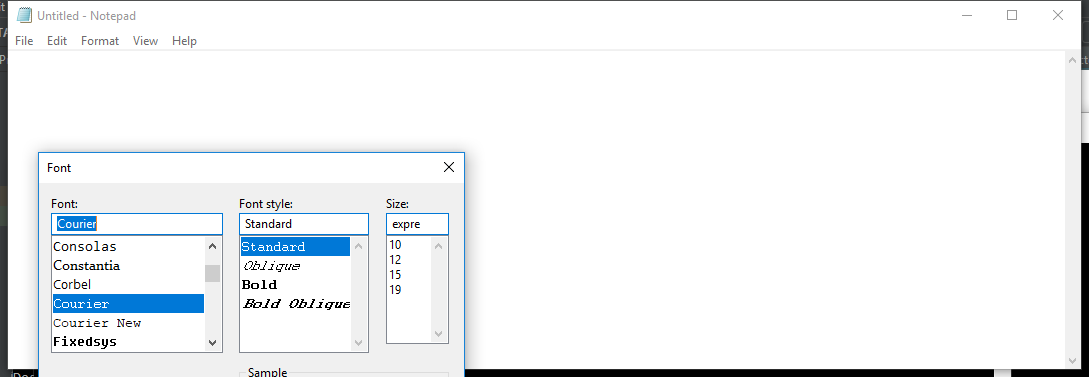 Untitled - Notepad
File Edit Format View Help
Font
Font: Font style: Size:
Courier Standard expre
Consolas Standard 10
Constantia Oblique 12
Corbel Bold 15
Courier Bold Oblique 19
Courier New
Fixedsys
Sample